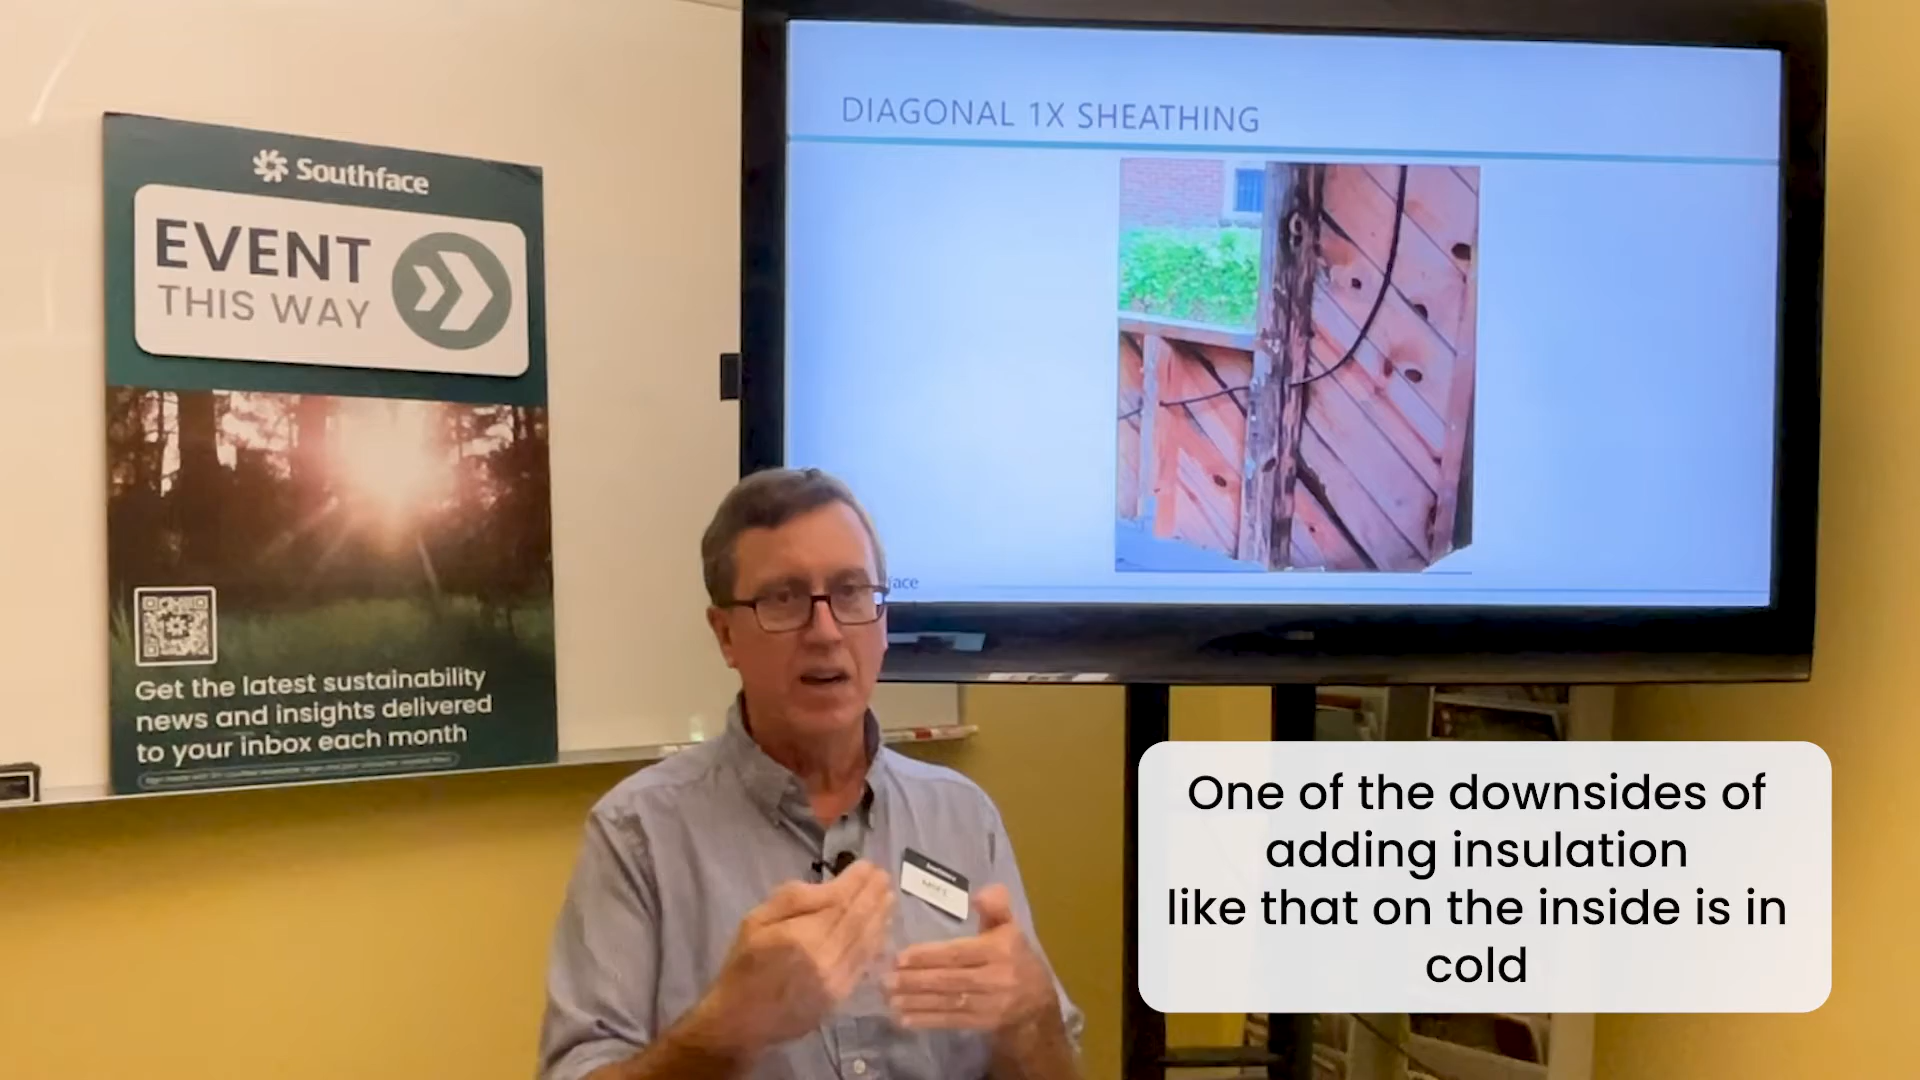 Southface
EVENT
THIS WAY
Get the latest sustainability
news and insights delivered
to your inbox each month
DIAGONAL 1X SHEATHING
face
One of the downsides of
adding insulation
like that on the inside is in
cold